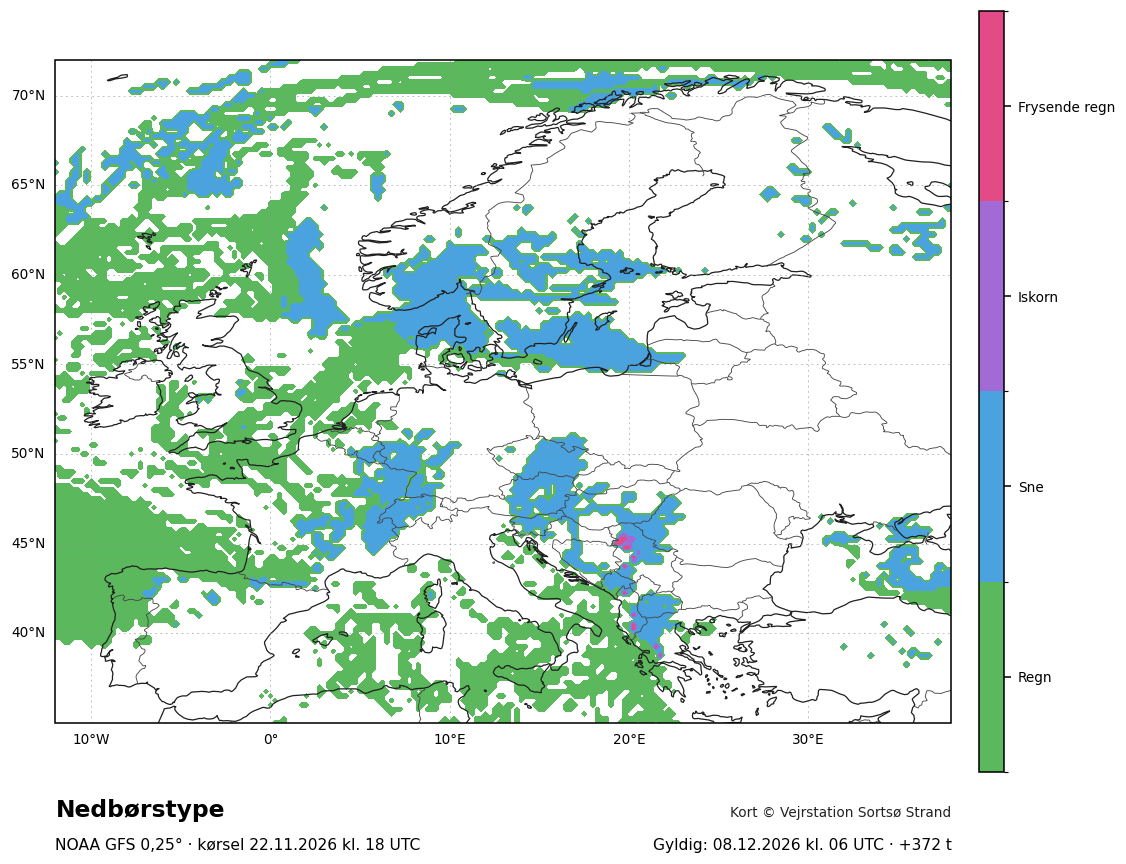 70°N
65°N
60°N
55°N
50°N
45°N
40°N
10°W
0°
10°E
20°E
30°E
Frysende regn
Iskorn
Sne
Regn
Nedbørstype
Kort © Vejrstation Sortsø Strand
NOAA GFS 0,25° · kørsel 22.11.2026 kl. 18 UTC
Gyldig: 08.12.2026 kl. 06 UTC · +372 t